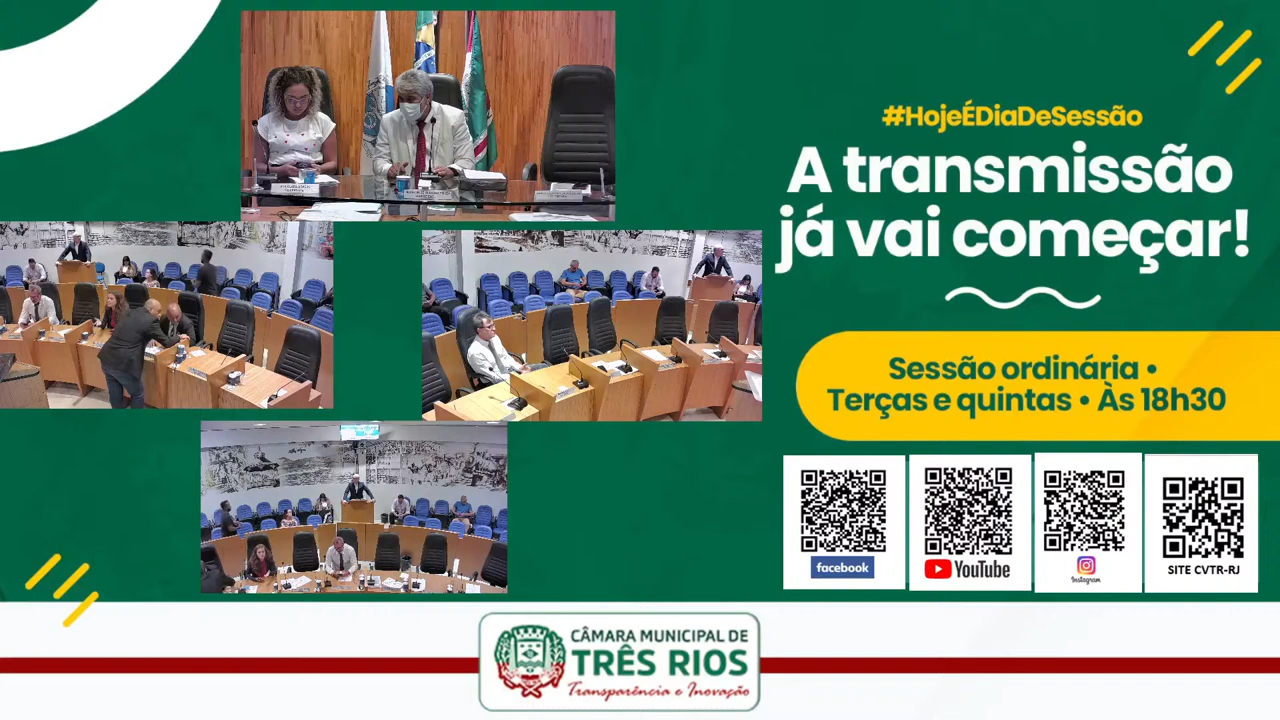 #HojeÉDiaDeSessão
A transmissão
já vai começar!
Sessão ordinária •
Terças e quintas • Às 18h30
facebook
YouTube
Instagram
SITE CVTR-RJ
CÂMARA MUNICIPAL DE
TRÊS RIOS
Transparência e Inovação